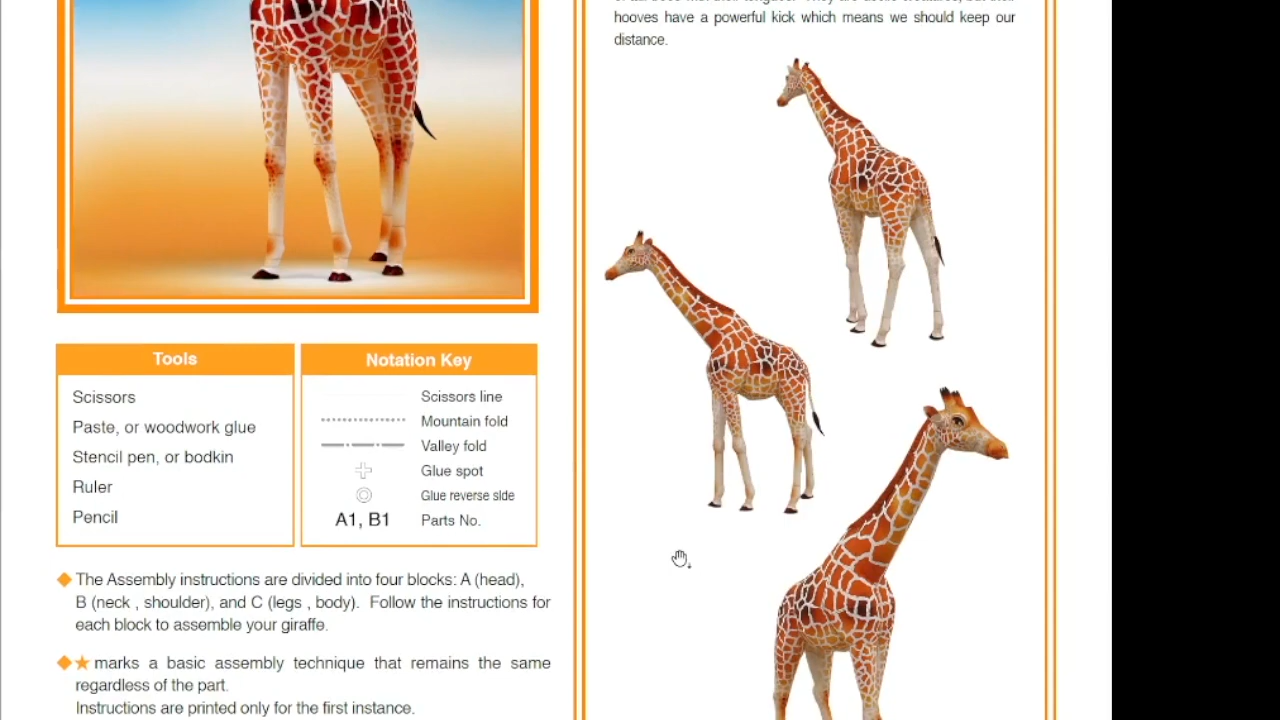 hooves have a powerful kick which means we should keep our
distance.
Tools
Scissors
Paste, or woodwork glue
Stencil pen, or bodkin
Ruler
Pencil
Notation Key
Scissors line
Mountain fold
Valley fold
Glue spot
Glue reverse side
A1, B1 Parts No.
The Assembly instructions are divided into four blocks: A (head),
B (neck , shoulder), and C (legs , body). Follow the instructions for
each block to assemble your giraffe.
★ marks a basic assembly technique that remains the same
regardless of the part.
Instructions are printed only for the first instance.